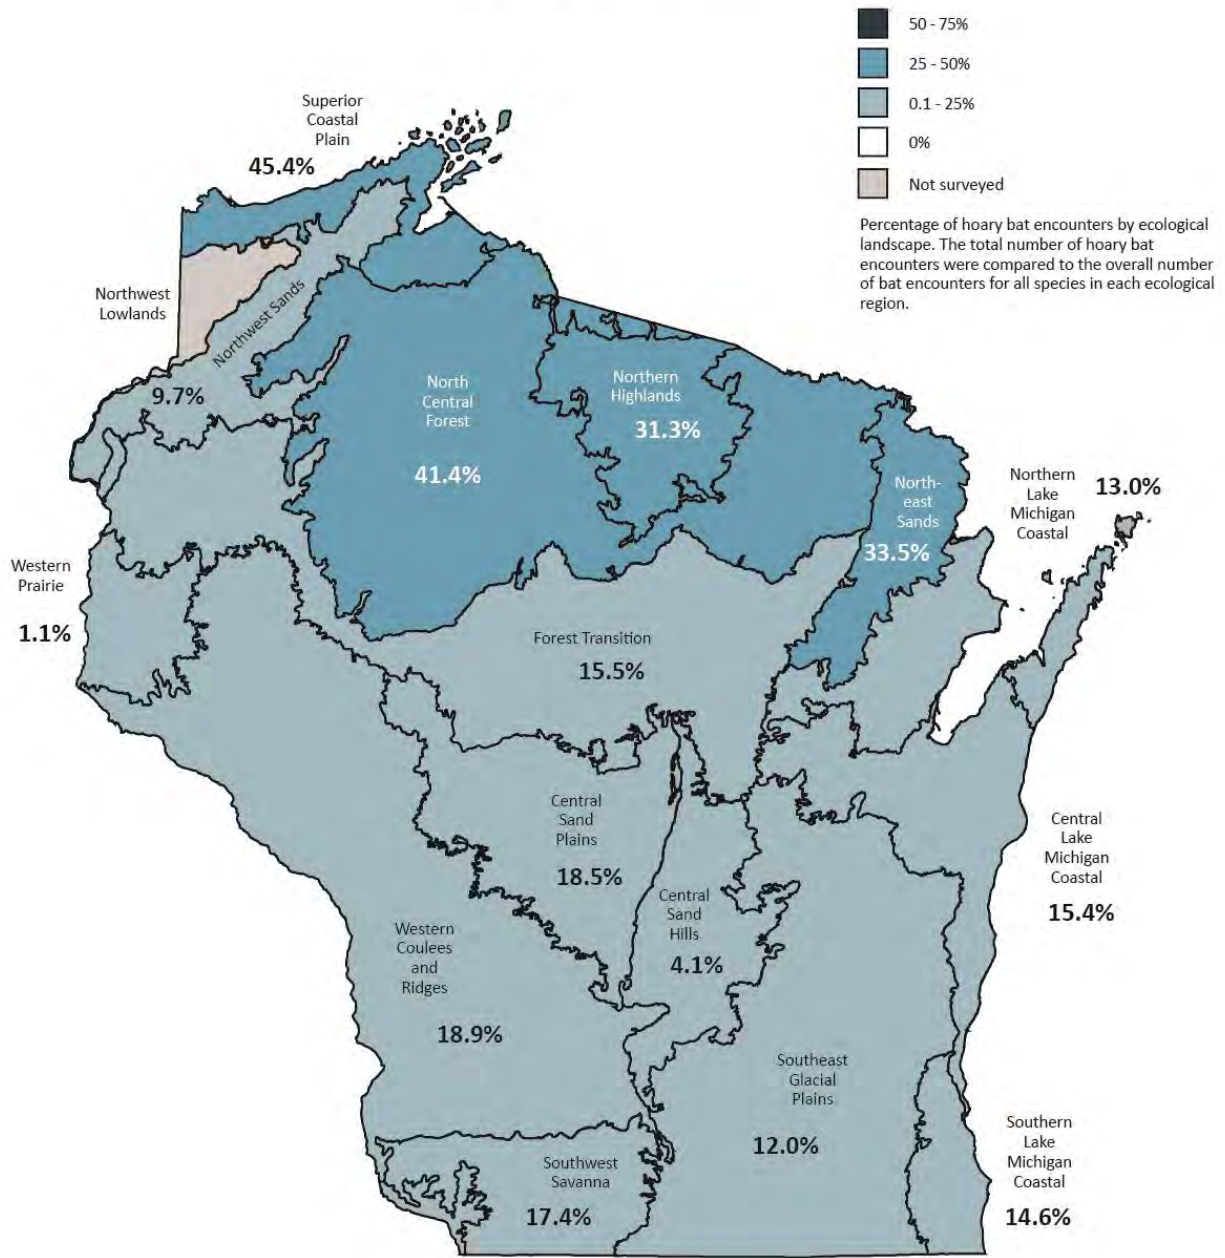 50 - 75%
25 - 50%
0.1 - 25%
0%
Not surveyed
Percentage of hoary bat encounters by ecological
landscape. The total number of hoary bat
encounters were compared to the overall number
of bat encounters for all species in each ecological
region.
Superior
Coastal
Plain
45.4%
Northwest
Lowlands
Northwest Sands
9.7%
North
Central
Forest
41.4%
Northern
Highlands
31.3%
North-
east
Sands
33.5%
Northern
Lake
Michigan
Coastal
13.0%
Western
Prairie
1.1%
Forest Transition
15.5%
Central
Sand
Plains
18.5%
Central
Sand
Hills
4.1%
Central
Lake
Michigan
Coastal
15.4%
Western
Coulees
and
Ridges
18.9%
Southeast
Glacial
Plains
12.0%
Southwest
Savanna
17.4%
Southern
Lake
Michigan
Coastal
14.6%